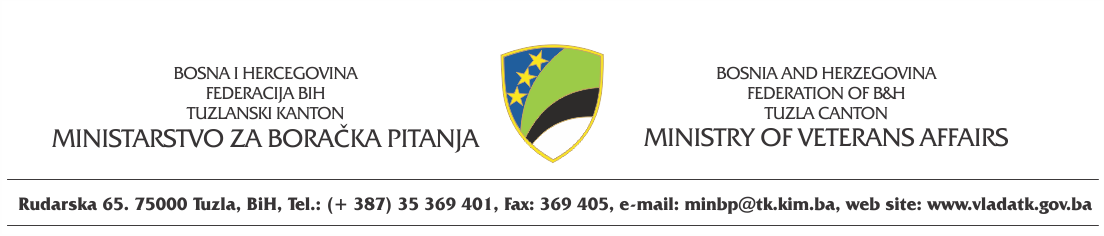 BOSNA I HERCEGOVINA
FEDERACIJA BIH
TUZLANSKI KANTON
MINISTARSTVO ZA BORAČKA PITANJA
BOSNIA AND HERZEGOVINA
FEDERATION OF B&H
TUZLA CANTON
MINISTRY OF VETERANS AFFAIRS
Rudarska 65. 75000 Tuzla, BiH, Tel.: (+ 387) 35 369 401, Fax: 369 405, e-mail: minbp@tk.kim.ba, web site: www.vladatk.gov.ba